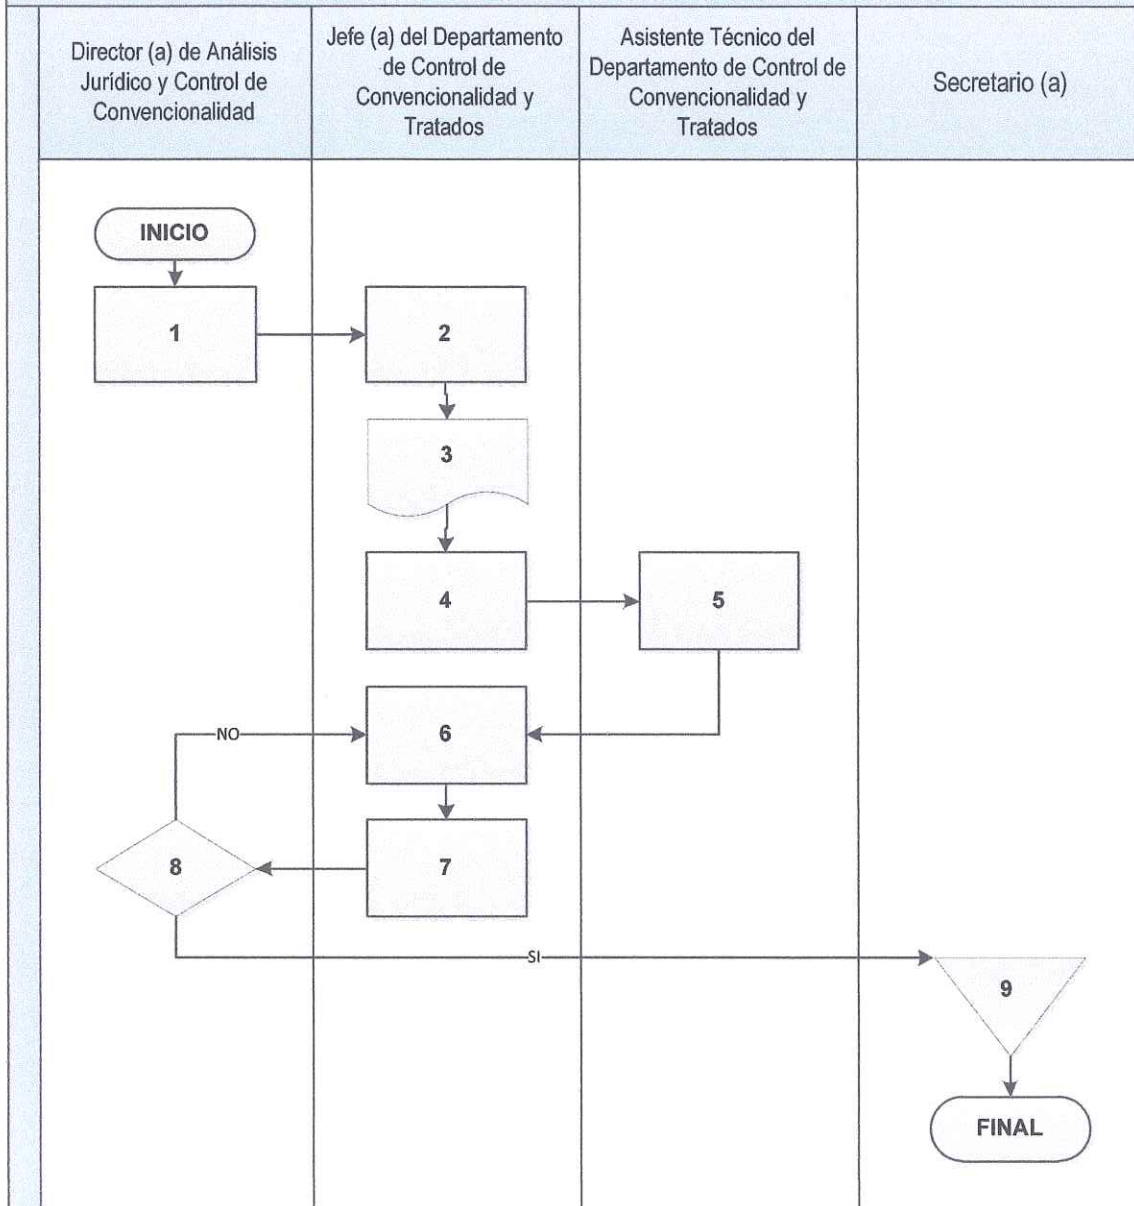 Director (a) de Análisis
Jurídico y Control de
Convencionalidad
Jefe (a) del Departamento
de Control de
Convencionalidad y
Tratados
Asistente Técnico del
Departamento de Control de
Convencionalidad y
Tratados
Secretario (a)
INICIO
1
2
3
4
5
6
NO
7
8
SI
9
FINAL